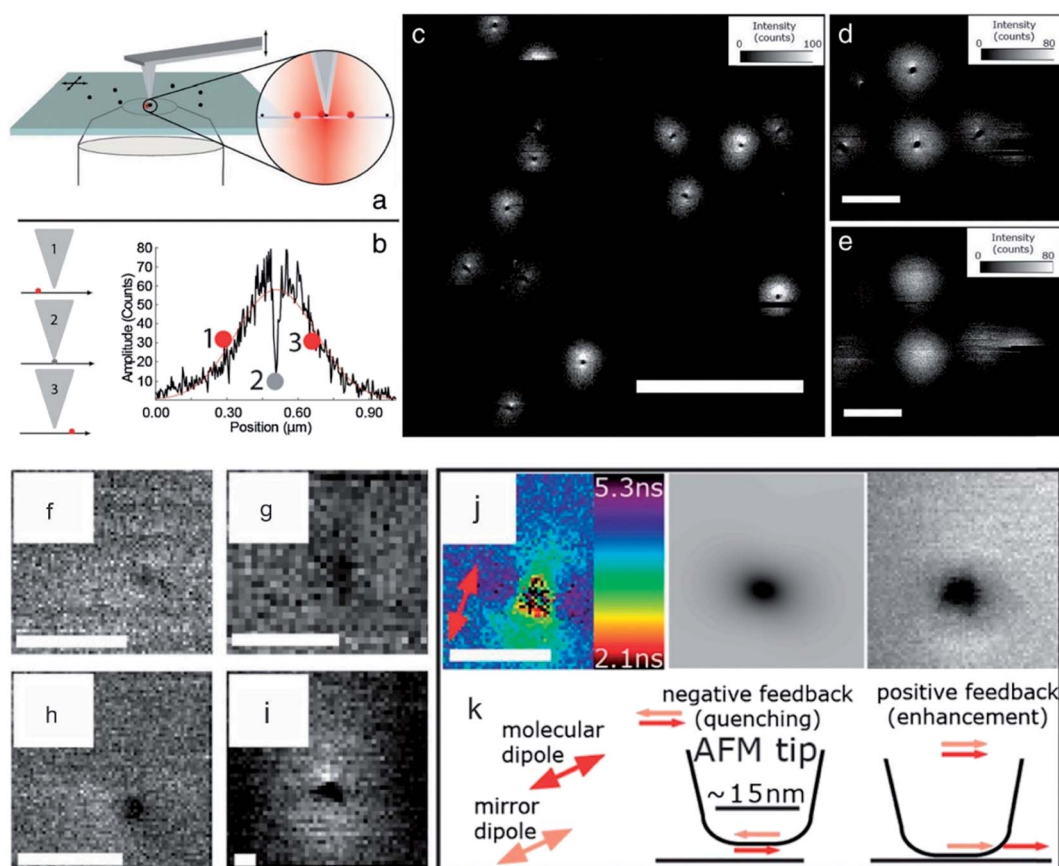 a
b
1
2
3
Amplitude (Counts)
80
70
60
50
40
30
20
10
1
2
3
0.00
0.30
0.60
0.90
Position (μm)
c
Intensity
(counts)
0
100
d
Intensity
(counts)
0
80
e
Intensity
(counts)
0
80
f
g
h
i
j
5.3ns
2.1ns
k
molecular
dipole
mirror
dipole
negative feedback
(quenching)
AFM tip
~15nm
positive feedback
(enhancement)